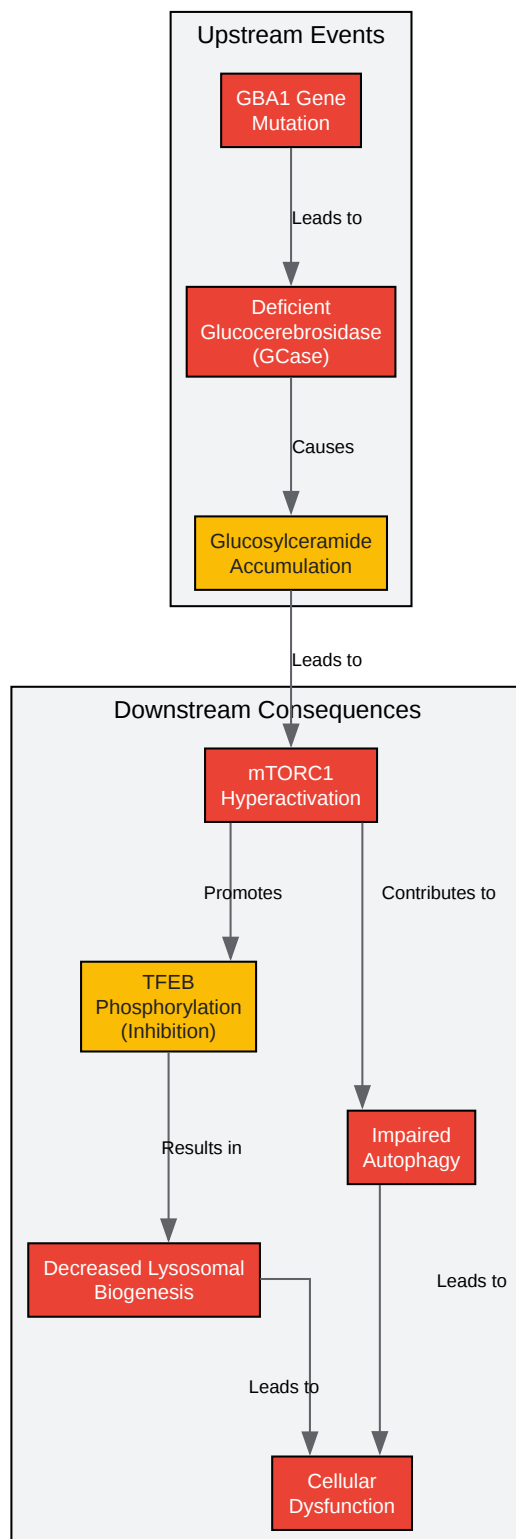 Upstream Events
GBA1 Gene
Mutation
Leads to
Deficient
Glucocerebrosidase
(GCase)
Causes
Glucosylceramide
Accumulation
Leads to
Downstream Consequences
mTORC1
Hyperactivation
Promotes
Contributes to
TFEB
Phosphorylation
(Inhibition)
Results in
Impaired
Autophagy
Decreased Lysosomal
Biogenesis
Leads to
Leads to
Cellular
Dysfunction